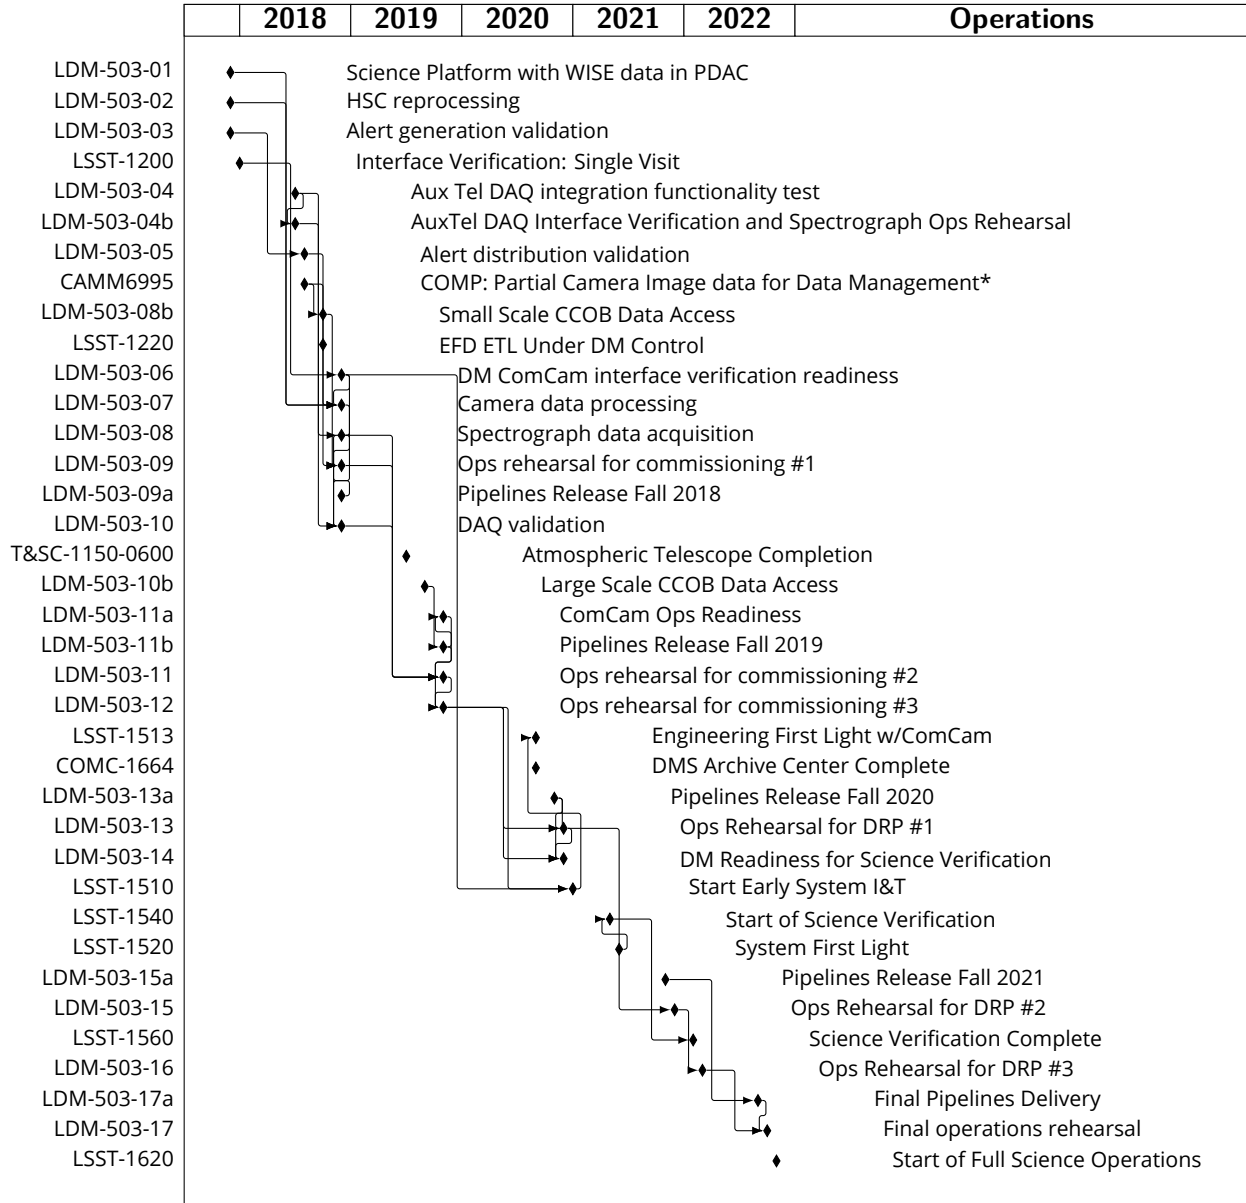 2018 2019 2020 2021 2022 Operations
LDM-503-01 Science Platform with WISE data in PDAC
LDM-503-02 HSC reprocessing
LDM-503-03 Alert generation validation
LSST-1200 Interface Verification: Single Visit
LDM-503-04 Aux Tel DAQ integration functionality test
LDM-503-04b AuxTel DAQ Interface Verification and Spectrograph Ops Rehearsal
LDM-503-05 Alert distribution validation
CAMM6995 COMP: Partial Camera Image data for Data Management*
LDM-503-08b Small Scale CCOB Data Access
LSST-1220 EFD ETL Under DM Control
LDM-503-06 DM ComCam interface verification readiness
LDM-503-07 Camera data processing
LDM-503-08 Spectrograph data acquisition
LDM-503-09 Ops rehearsal for commissioning #1
LDM-503-09a Pipelines Release Fall 2018
LDM-503-10 DAQ validation
T&SC-1150-0600 Atmospheric Telescope Completion
LDM-503-10b Large Scale CCOB Data Access
LDM-503-11a ComCam Ops Readiness
LDM-503-11b Pipelines Release Fall 2019
LDM-503-11 Ops rehearsal for commissioning #2
LDM-503-12 Ops rehearsal for commissioning #3
LSST-1513 Engineering First Light w/ComCam
COMC-1664 DMS Archive Center Complete
LDM-503-13a Pipelines Release Fall 2020
LDM-503-13 Ops Rehearsal for DRP #1
LDM-503-14 DM Readiness for Science Verification
LSST-1510 Start Early System I&T
LSST-1540 Start of Science Verification
LSST-1520 System First Light
LDM-503-15a Pipelines Release Fall 2021
LDM-503-15 Ops Rehearsal for DRP #2
LSST-1560 Science Verification Complete
LDM-503-16 Ops Rehearsal for DRP #3
LDM-503-17a Final Pipelines Delivery
LDM-503-17 Final operations rehearsal
LSST-1620 Start of Full Science Operations